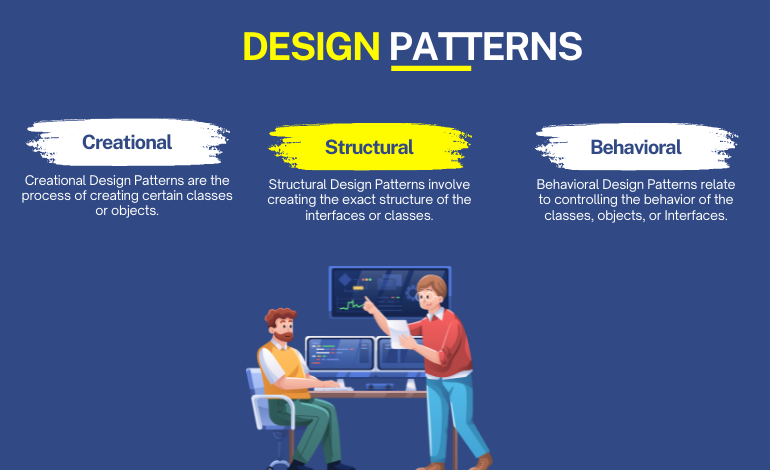 DESIGN PATTERNS
Creational
Creational Design Patterns are the
process of creating certain classes
or objects.
Structural
Structural Design Patterns involve
creating the exact structure of the
interfaces or classes.
Behavioral
Behavioral Design Patterns relate
to controlling the behavior of the
classes, objects, or Interfaces.